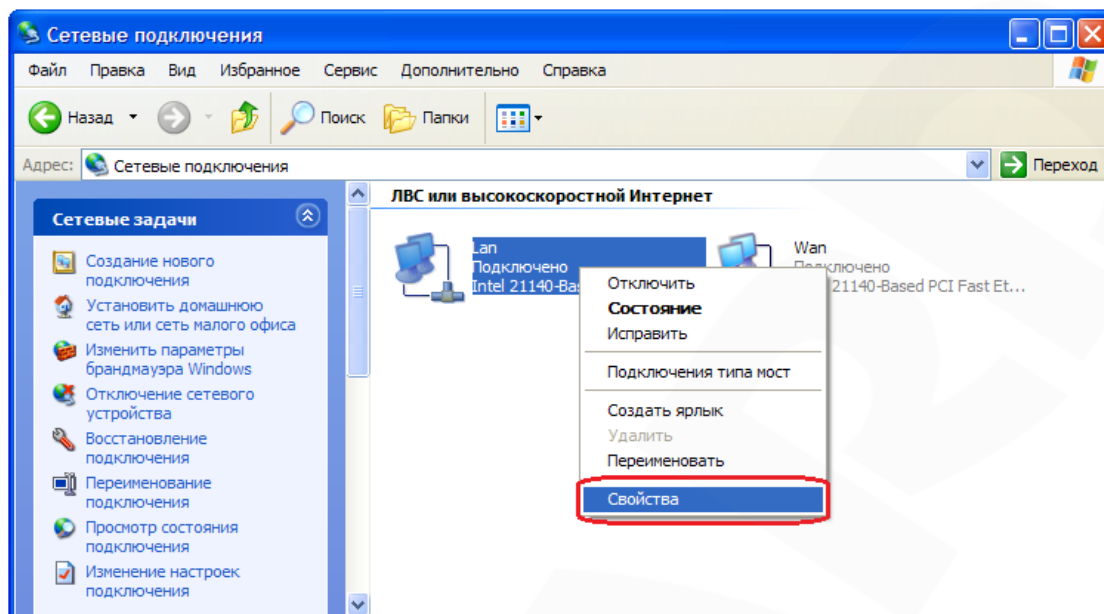 Сетевые подключения
Файл Правка Вид Избранное Сервис Дополнительно Справка
Назад Поиск Папки
Адрес: Сетевые подключения Переход
Сетевые задачи
Создание нового
подключения
Установить домашнюю
сеть или сеть малого офиса
Изменить параметры
брандмауэра Windows
Отключение сетевого
устройства
Восстановление
подключения
Переименование
подключения
Просмотр состояния
подключения
Изменение настроек
подключения
ЛВС или высокоскоростной Интернет
Lan
Подключено
Intel 21140-Bas
Wan
Подключено
21140-Based PCI Fast Et...
Отключить
Состояние
Исправить
Подключения типа мост
Создать ярлык
Удалить
Переименовать
Свойства